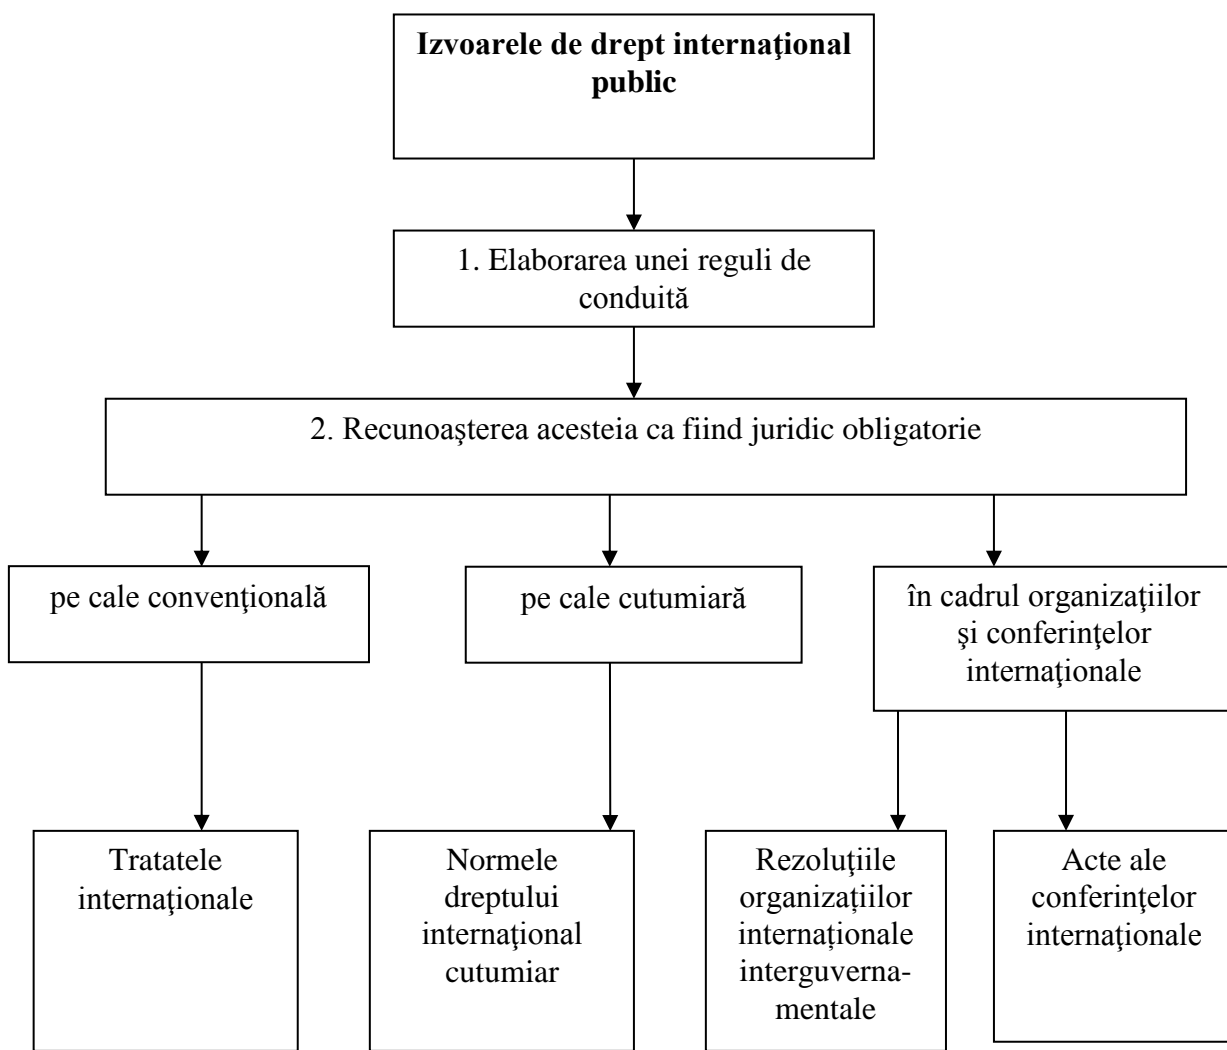 Izvoarele de drept internaţional
public
1. Elaborarea unei reguli de
conduită
2. Recunoaşterea acesteia ca fiind juridic obligatorie
pe cale convenţională
pe cale cutumiară
în cadrul organizaţiilor
şi conferinţelor
internaţionale
Tratatele
internaţionale
Normele
dreptului
internaţional
cutumiar
Rezoluţiile
organizațiilor
internaționale
interguverna-
mentale
Acte ale
conferinţelor
internaţionale